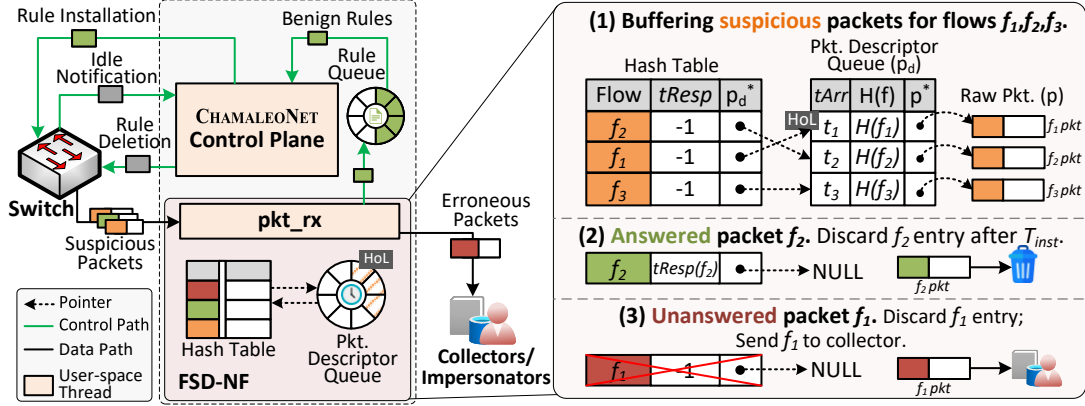 Rule Installation
Idle
Notification
Rule
Deletion
Switch
Suspicious
Packets
CHAMALEONET
Control Plane
Benign Rules
Rule
Queue
pkt_rx
HoL
Hash Table
Pkt.
Descriptor
Queue
FSD-NF
Erroneous
Packets
Collectors/
Impersonators
Pointer
Control Path
Data Path
User-space
Thread
(1) Buffering suspicious packets for flows f1,f2,f3.
Hash Table
Flow tResp pd*
f2 -1
f1 -1
f3 -1
Pkt. Descriptor
Queue (pd)
HoL
tArr H(f) p*
t1 H(f1)
t2 H(f2)
t3 H(f3)
Raw Pkt. (p)
f1 pkt
f2 pkt
f3 pkt
(2) Answered packet f2. Discard f2 entry after Tinst.
f2 tResp(f2) NULL
f2 pkt
(3) Unanswered packet f1. Discard f1 entry;
Send f1 to collector.
f1 -1 NULL
f1 pkt